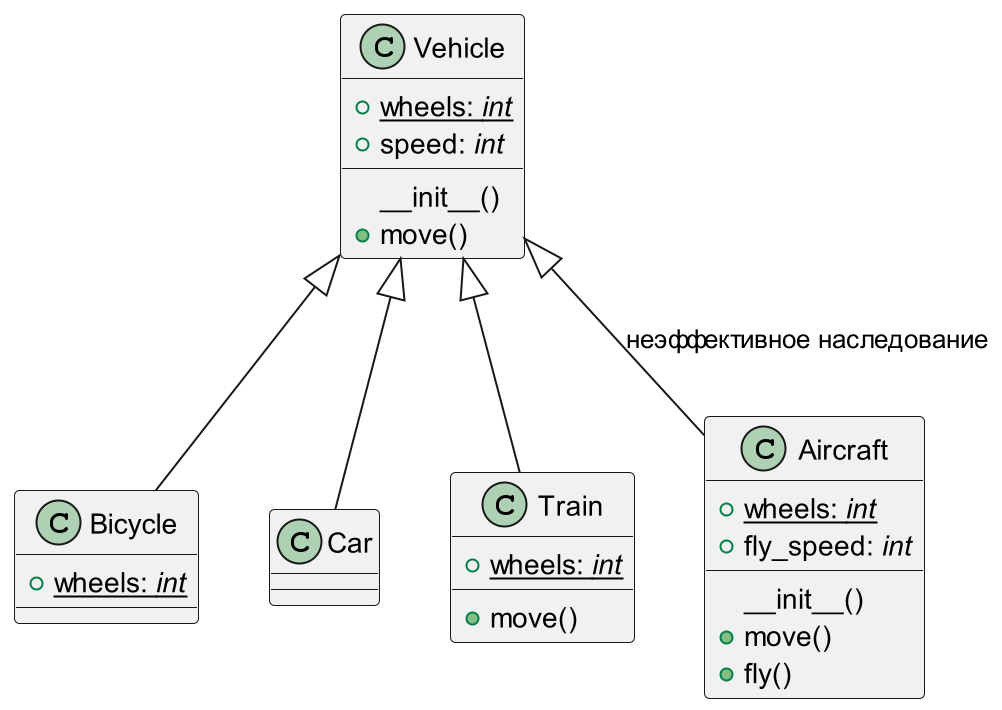 C Vehicle
wheels: int
speed: int
__init__()
move()
неэффективное наследование
C Bicycle
wheels: int
C Car
C Train
wheels: int
move()
C Aircraft
wheels: int
fly_speed: int
__init__()
move()
fly()